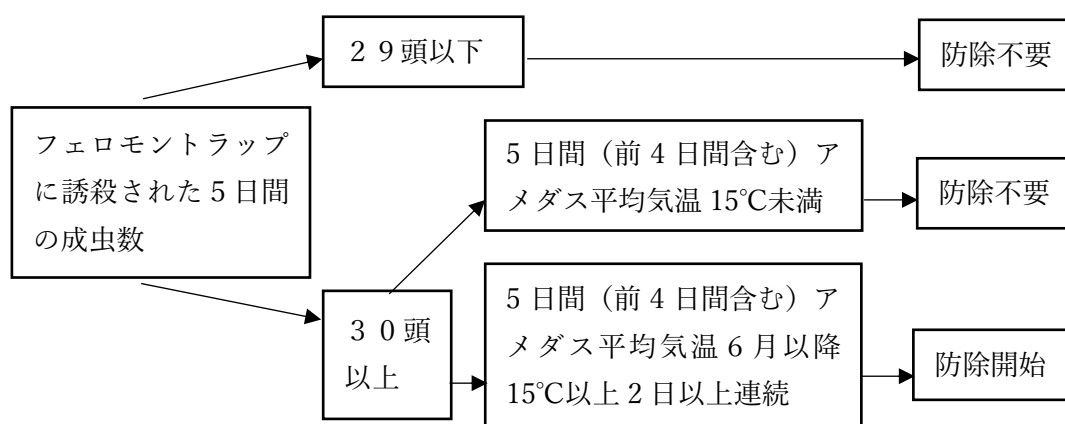 ２９頭以下
防除不要
フェロモントラップ
に誘殺された5日間
の成虫数
5日間（前4日間含む）ア
メダス平均気温15℃未満
防除不要
３０頭
以上
5日間（前4日間含む）ア
メダス平均気温6月以降
15℃以上2日以上連続
防除開始